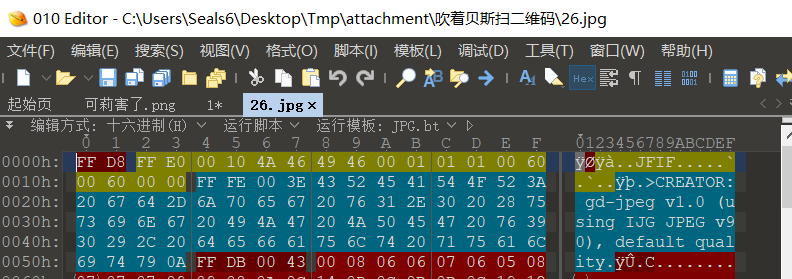 010 Editor - C:\Users\Seals6\Desktop\Tmp\attachment\吹着贝斯扫二维码\26.jpg
文件(F) 编辑(E) 搜索(S) 视图(V) 格式(O) 脚本(I) 模板(L) 调试(D) 工具(T) 窗口(W) 帮助(H)
Hex
起始页 可莉害了.png 1* 26.jpg ×
编辑方式: 十六进制(H) 运行脚本 运行模板: JPG.bt
0 1 2 3 4 5 6 7 8 9 A B C D E F 0123456789ABCDEF
0000h: FF D8 FF E0 00 10 4A 46 49 46 00 01 01 01 00 60 ÿØÿà..JFIF.....`
0010h: 00 60 00 00 FF FE 00 3E 43 52 45 41 54 4F 52 3A .`..ÿþ.>CREATOR:
0020h: 20 67 64 2D 6A 70 65 67 20 76 31 2E 30 20 28 75 gd-jpeg v1.0 (u
0030h: 73 69 6E 67 20 49 4A 47 20 4A 50 45 47 20 76 39 sing IJG JPEG v9
0040h: 30 29 2C 20 64 65 66 61 75 6C 74 20 71 75 61 6C 0), default qual
0050h: 69 74 79 0A FF DB 00 43 00 08 06 06 07 06 05 08 ity.ÿÛ.C........